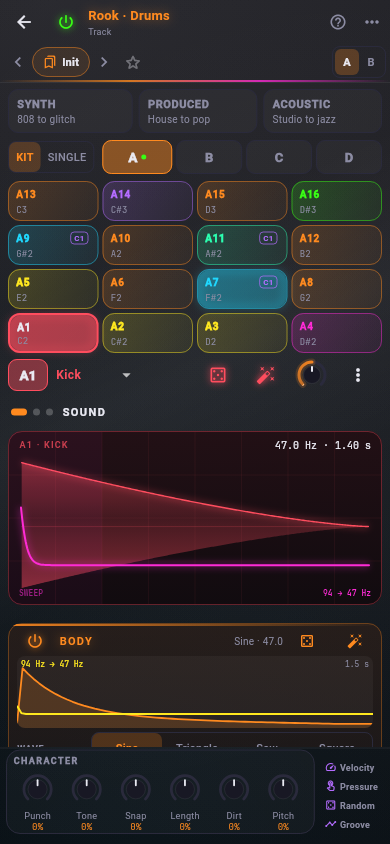 Rook · Drums
Track
Init
A B
SYNTH
808 to glitch
PRODUCED
House to pop
ACOUSTIC
Studio to jazz
KIT SINGLE
A B C D
A13
C3
A14
C#3
A15
D3
A16
D#3
A9 C1
G#2
A10
A2
A11 C1
A#2
A12
B2
A5
E2
A6
F2
A7 C1
F#2
A8
G2
A1
C2
A2
C#2
A3
D2
A4
D#2
A1 Kick
SOUND
A1 · KICK 47.0 Hz · 1.40 s
SWEEP 94 → 47 Hz
BODY Sine · 47.0
94 Hz → 47 Hz 1.5 s
WAVE Sine Triangle Saw Square
CHARACTER
Punch Tone Snap Length Dirt Pitch
0% 0% 0% 0% 0% 0%
Velocity
Pressure
Random
Groove